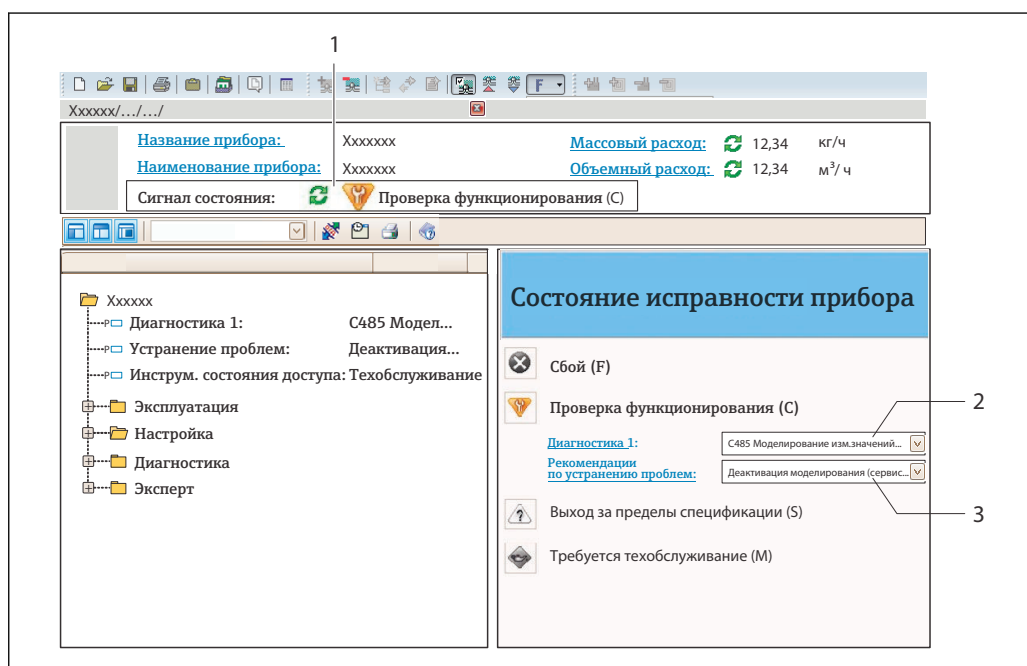 1
F
Xxxxxx/.../.../
Название прибора: Xxxxxxx Массовый расход: 12,34 кг/ч
Наименование прибора: Xxxxxxx Объемный расход: 12,34 м³/ч
Сигнал состояния: Проверка функционирования (C)
Xxxxxx
Диагностика 1: C485 Модел...
Устранение проблем: Деактивация...
Инструм. состояния доступа: Техобслуживание
Эксплуатация
Настройка
Диагностика
Эксперт
Состояние исправности прибора
Сбой (F)
Проверка функционирования (C)
2
Диагностика 1: C485 Моделирование изм.значений...
Рекомендации
по устранению проблем: Деактивация моделирования (сервис...
3
Выход за пределы спецификации (S)
Требуется техобслуживание (M)